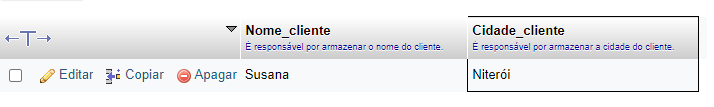 Nome_cliente Cidade_cliente
É responsável por armazenar o nome do cliente. É responsável por armazenar a cidade do cliente.
Editar Copiar Apagar Susana Niterói